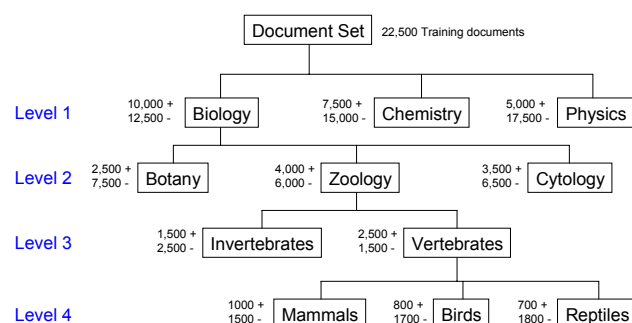 Document Set 22,500 Training documents
Level 1
10,000 +
12,500 -
Biology
7,500 +
15,000 -
Chemistry
5,000 +
17,500 -
Physics
Level 2
2,500 +
7,500 -
Botany
4,000 +
6,000 -
Zoology
3,500 +
6,500 -
Cytology
Level 3
1,500 +
2,500 -
Invertebrates
2,500 +
1,500 -
Vertebrates
Level 4
1000 +
1500 -
Mammals
800 +
1700 -
Birds
700 +
1800 -
Reptiles